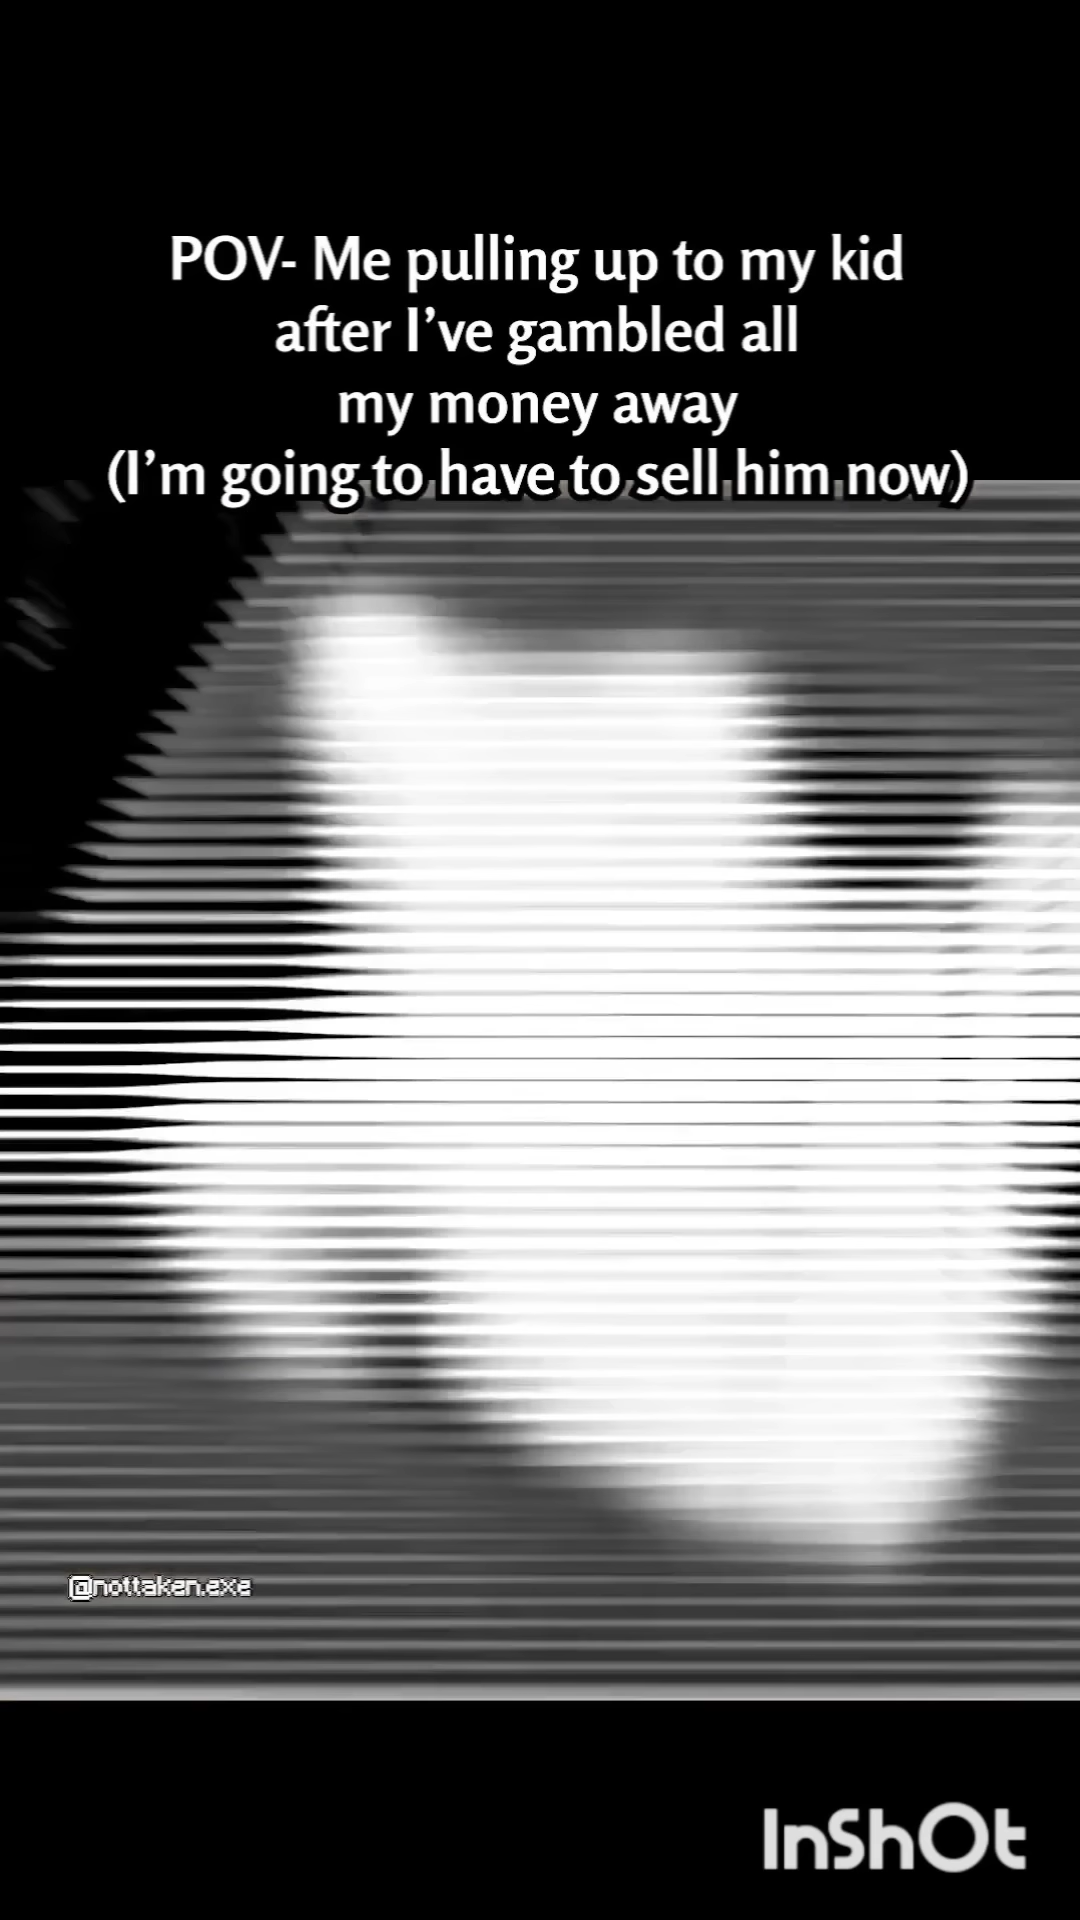 POV- Me pulling up to my kid
after I’ve gambled all
my money away
(I’m going to have to sell him now)
@nottaken.exe
InShOt